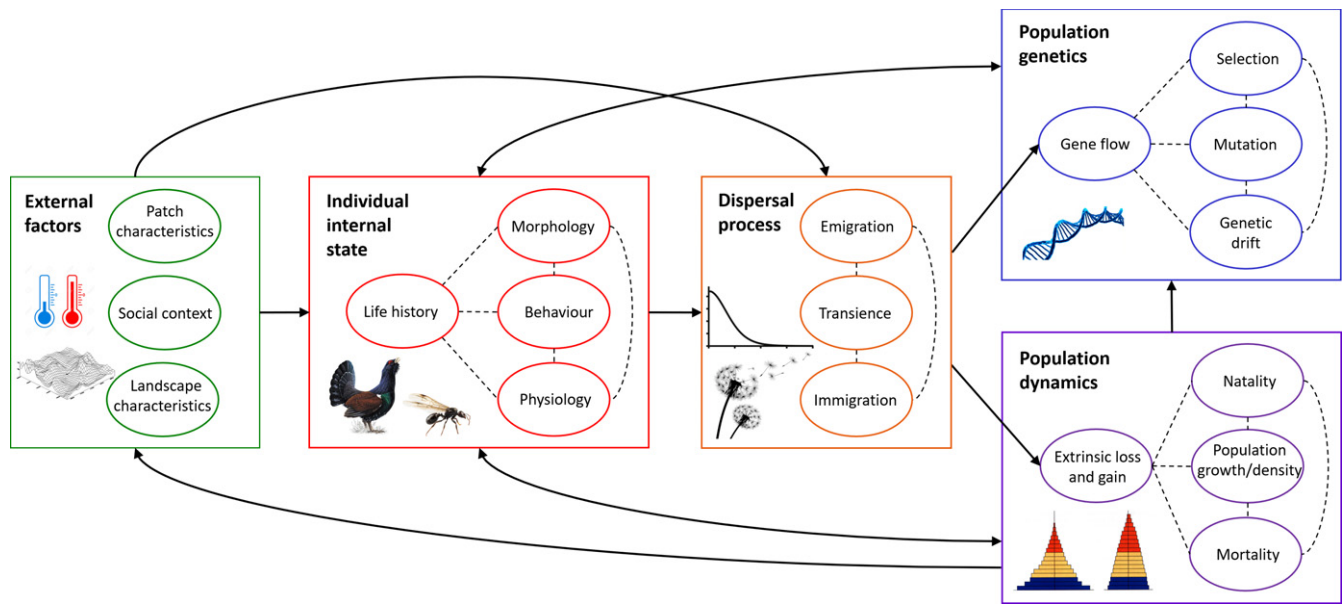 External
factors
Patch
characteristics
Social context
Landscape
characteristics
Individual
internal
state
Morphology
Life history
Behaviour
Physiology
Dispersal
process
Emigration
Transience
Immigration
Population
genetics
Selection
Gene flow
Mutation
Genetic
drift
Population
dynamics
Natality
Extrinsic loss
and gain
Population
growth/density
Mortality